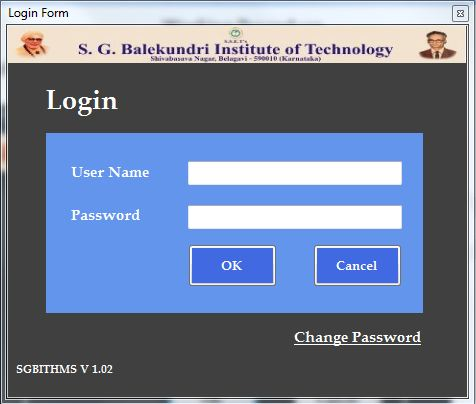 Login Form
S.S.E.T's
S. G. Balekundri Institute of Technology
Shivabasava Nagar, Belagavi - 590010 (Karnataka)
Login
User Name
Password
OK
Cancel
Change Password
SGBITHMS V 1.02